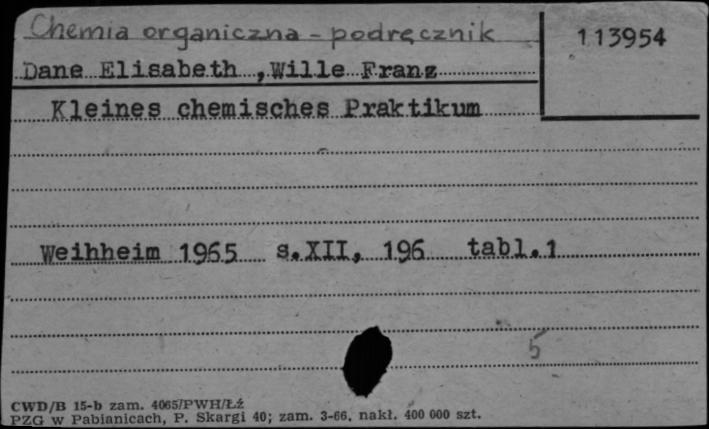 Chemia organiczna - podręcznik
113954
Dane Elisabeth ,Wille Franz
Kleines chemisches Praktikum
Weihheim 1965 s.XII, 196 tabl.1
5
CWD/B 15-b zam. 4065/PWH/Łź
PZG w Pabianicach, P. Skargi 40; zam. 3-66. nakł. 400 000 szt.